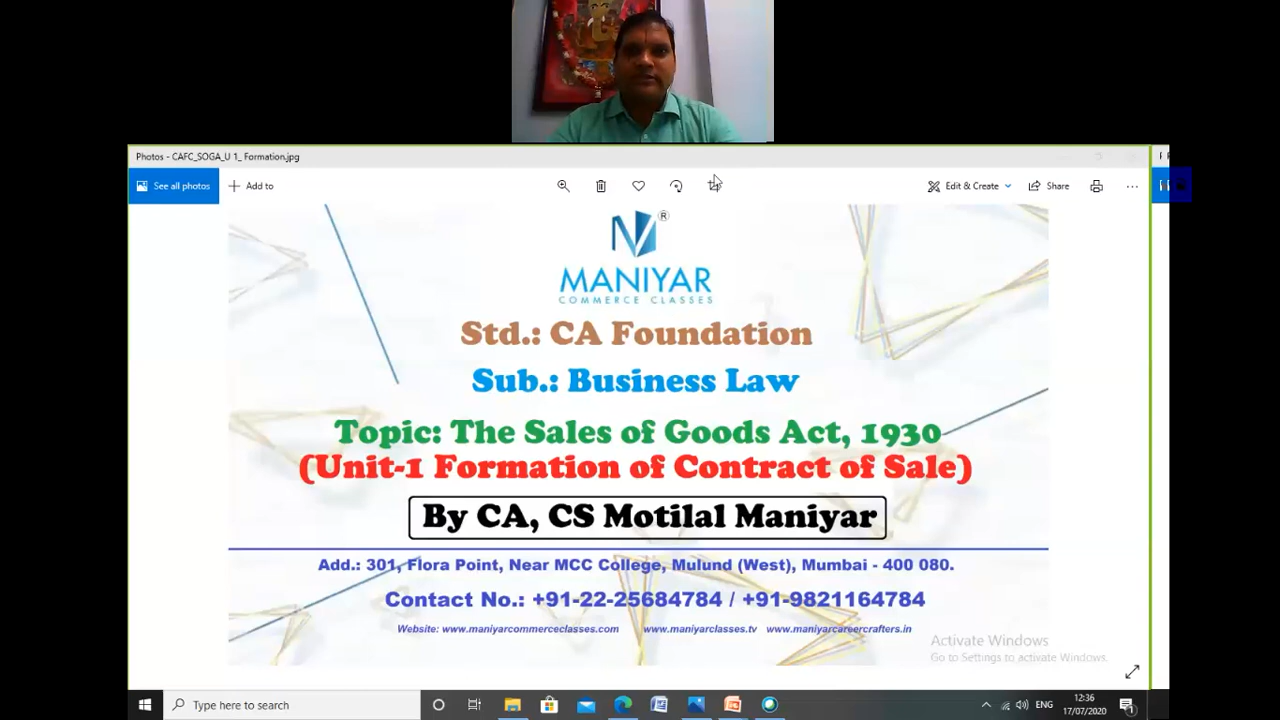 Photos - CAFC_SOGA_U 1_ Formation.jpg
See all photos
Add to
Edit & Create
Share
MANIYAR
COMMERCE CLASSES
Std.: CA Foundation
Sub.: Business Law
Topic: The Sales of Goods Act, 1930
(Unit-1 Formation of Contract of Sale)
By CA, CS Motilal Maniyar
Add.: 301, Flora Point, Near MCC College, Mulund (West), Mumbai - 400 080.
Contact No.: +91-22-25684784 / +91-9821164784
Website: www.maniyarcommerceclasses.com www.maniyarclasses.tv www.maniyarcareercrafters.in
Activate Windows
Go to Settings to activate Windows.
Type here to search
ENG
12:36
17/07/2020